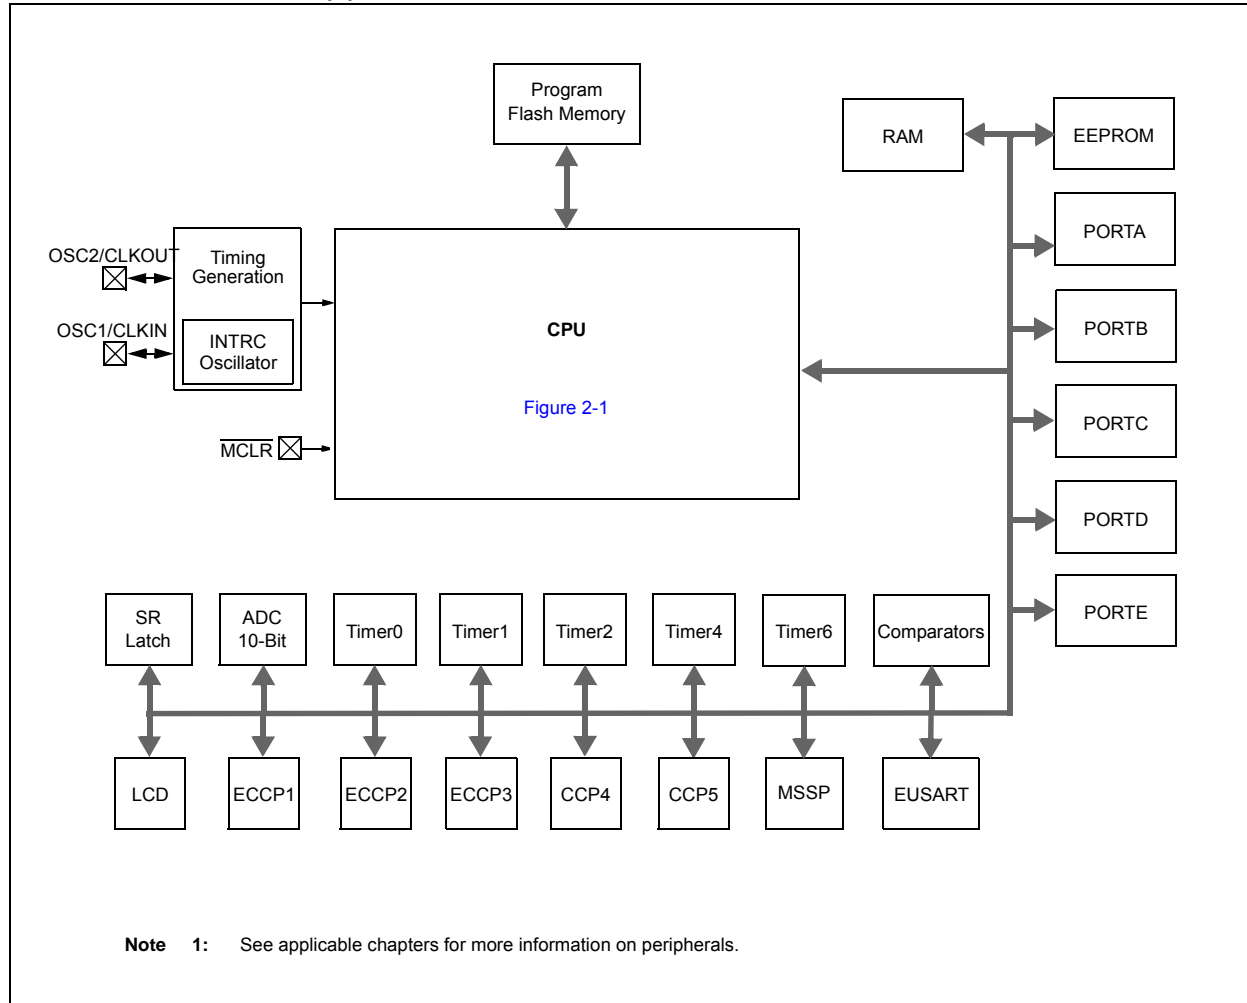 Program
Flash Memory
RAM
EEPROM
PORTA
OSC2/CLKOUT
Timing
Generation
OSC1/CLKIN
INTRC
Oscillator
CPU
PORTB
Figure 2-1
PORTC
MCLR
PORTD
PORTE
SR
Latch
ADC
10-Bit
Timer0
Timer1
Timer2
Timer4
Timer6
Comparators
LCD
ECCP1
ECCP2
ECCP3
CCP4
CCP5
MSSP
EUSART
Note 1: See applicable chapters for more information on peripherals.